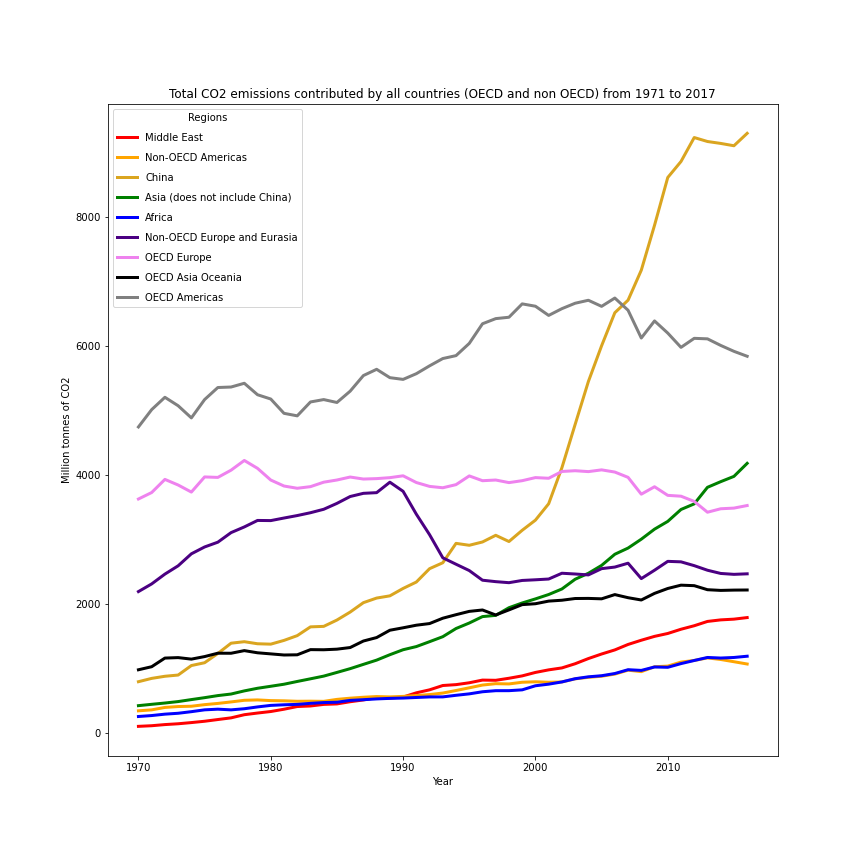 Total CO2 emissions contributed by all countries (OECD and non OECD) from 1971 to 2017
Regions
Middle East
Non-OECD Americas
China
Asia (does not include China)
Africa
Non-OECD Europe and Eurasia
OECD Europe
OECD Asia Oceania
OECD Americas
Million tonnes of CO2
8000
6000
4000
2000
0
1970 1980 1990 2000 2010
Year